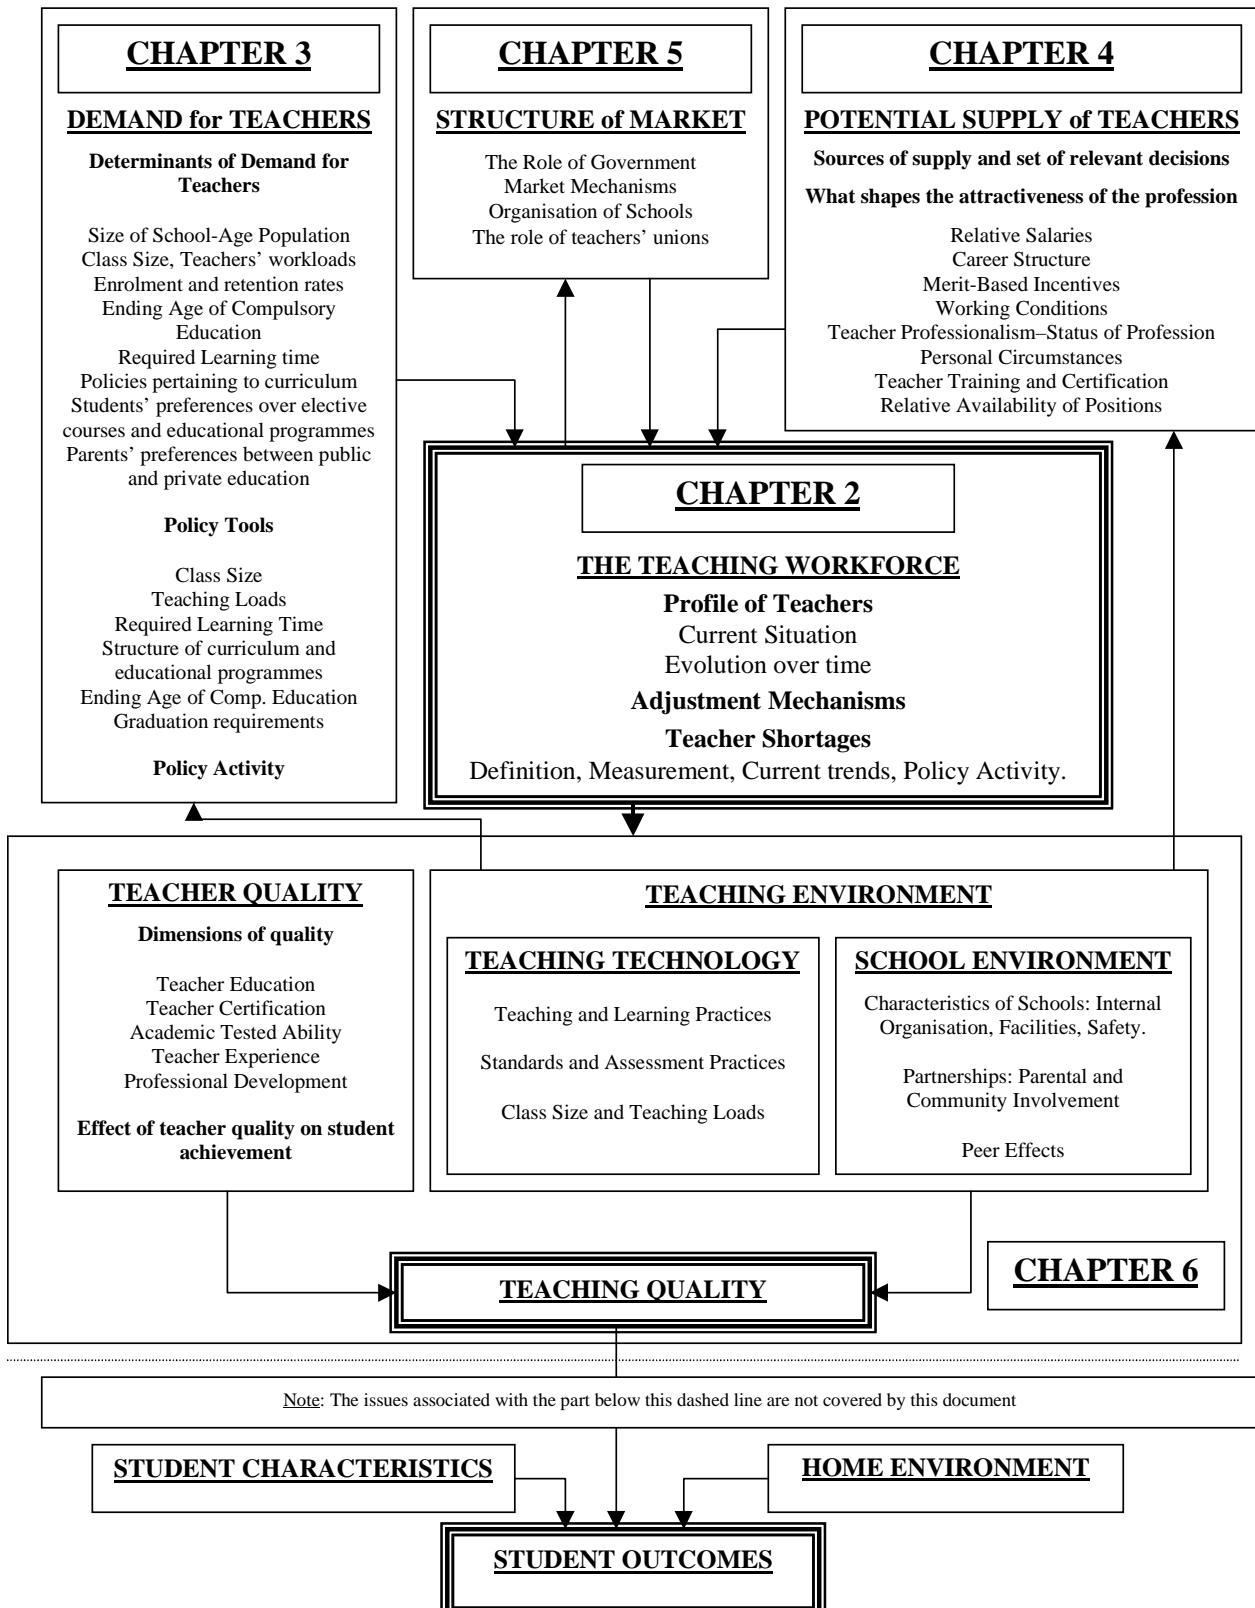 CHAPTER 3
DEMAND for TEACHERS
Determinants of Demand for
Teachers
Size of School-Age Population
Class Size, Teachers' workloads
Enrolment and retention rates
Ending Age of Compulsory
Education
Required Learning time
Policies pertaining to curriculum
Students' preferences over elective
courses and educational programmes
Parents' preferences between public
and private education
Policy Tools
Class Size
Teaching Loads
Required Learning Time
Structure of curriculum and
educational programmes
Ending Age of Comp. Education
Graduation requirements
Policy Activity
CHAPTER 5
STRUCTURE of MARKET
The Role of Government
Market Mechanisms
Organisation of Schools
The role of teachers' unions
CHAPTER 4
POTENTIAL SUPPLY of TEACHERS
Sources of supply and set of relevant decisions
What shapes the attractiveness of the profession
Relative Salaries
Career Structure
Merit-Based Incentives
Working Conditions
Teacher Professionalism–Status of Profession
Personal Circumstances
Teacher Training and Certification
Relative Availability of Positions
CHAPTER 2
THE TEACHING WORKFORCE
Profile of Teachers
Current Situation
Evolution over time
Adjustment Mechanisms
Teacher Shortages
Definition, Measurement, Current trends, Policy Activity.
TEACHER QUALITY
Dimensions of quality
Teacher Education
Teacher Certification
Academic Tested Ability
Teacher Experience
Professional Development
Effect of teacher quality on student
achievement
TEACHING ENVIRONMENT
TEACHING TECHNOLOGY
Teaching and Learning Practices
Standards and Assessment Practices
Class Size and Teaching Loads
SCHOOL ENVIRONMENT
Characteristics of Schools: Internal
Organisation, Facilities, Safety.
Partnerships: Parental and
Community Involvement
Peer Effects
TEACHING QUALITY
CHAPTER 6
Note: The issues associated with the part below this dashed line are not covered by this document
STUDENT CHARACTERISTICS
HOME ENVIRONMENT
STUDENT OUTCOMES